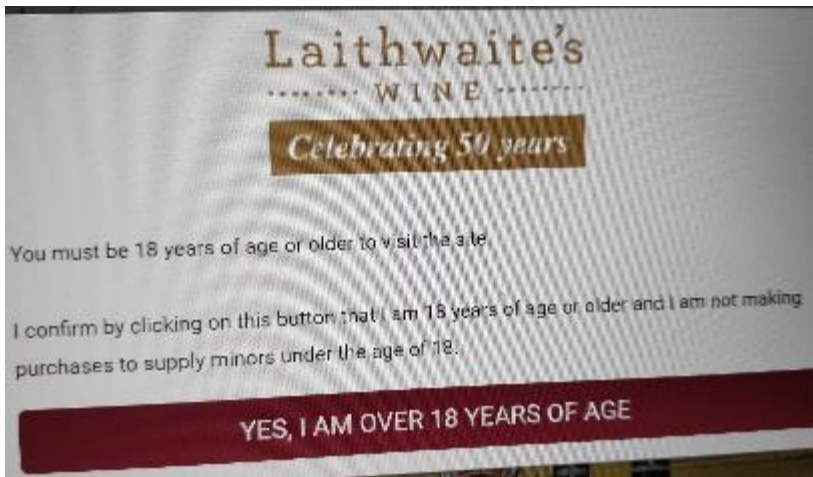 Laithwaite's
WINE
Celebrating 50 years
You must be 18 years of age or older to visit the site.
I confirm by clicking on this button that I am 18 years of age or older and I am not making
purchases to supply minors under the age of 18.
YES, I AM OVER 18 YEARS OF AGE